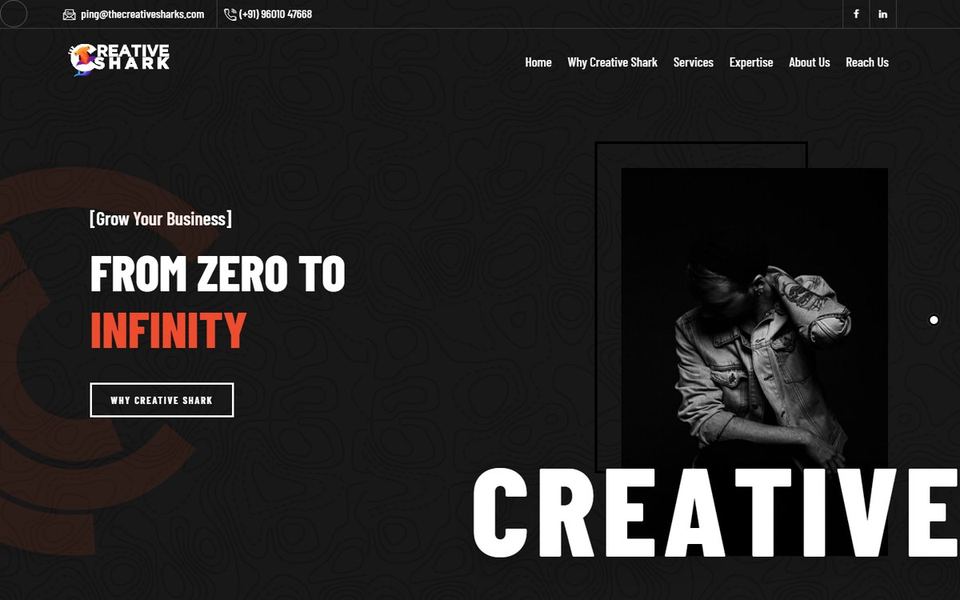 ping@thecreativesharks.com
(+91) 96010 47668
CREATIVE
SHARK
Home
Why Creative Shark
Services
Expertise
About Us
Reach Us
[Grow Your Business]
FROM ZERO TO
INFINITY
WHY CREATIVE SHARK
CREATIVE